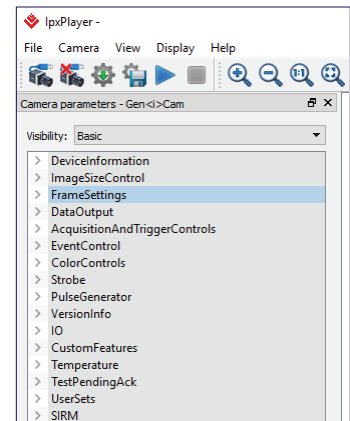 IpxPlayer -
File Camera View Display Help
Camera parameters - Gen<i>Cam
Visibility: Basic
DeviceInformation
ImageSizeControl
FrameSettings
DataOutput
AcquisitionAndTriggerControls
EventControl
ColorControls
Strobe
PulseGenerator
VersionInfo
IO
CustomFeatures
Temperature
TestPendingAck
UserSets
SIRM